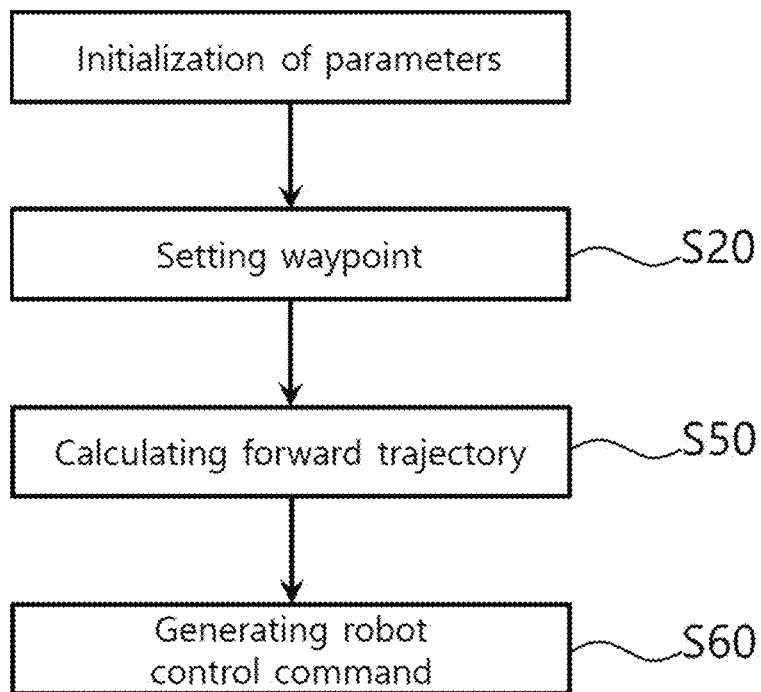 Initialization of parameters
Setting waypoint
S20
Calculating forward trajectory
S50
Generating robot
control command
S60